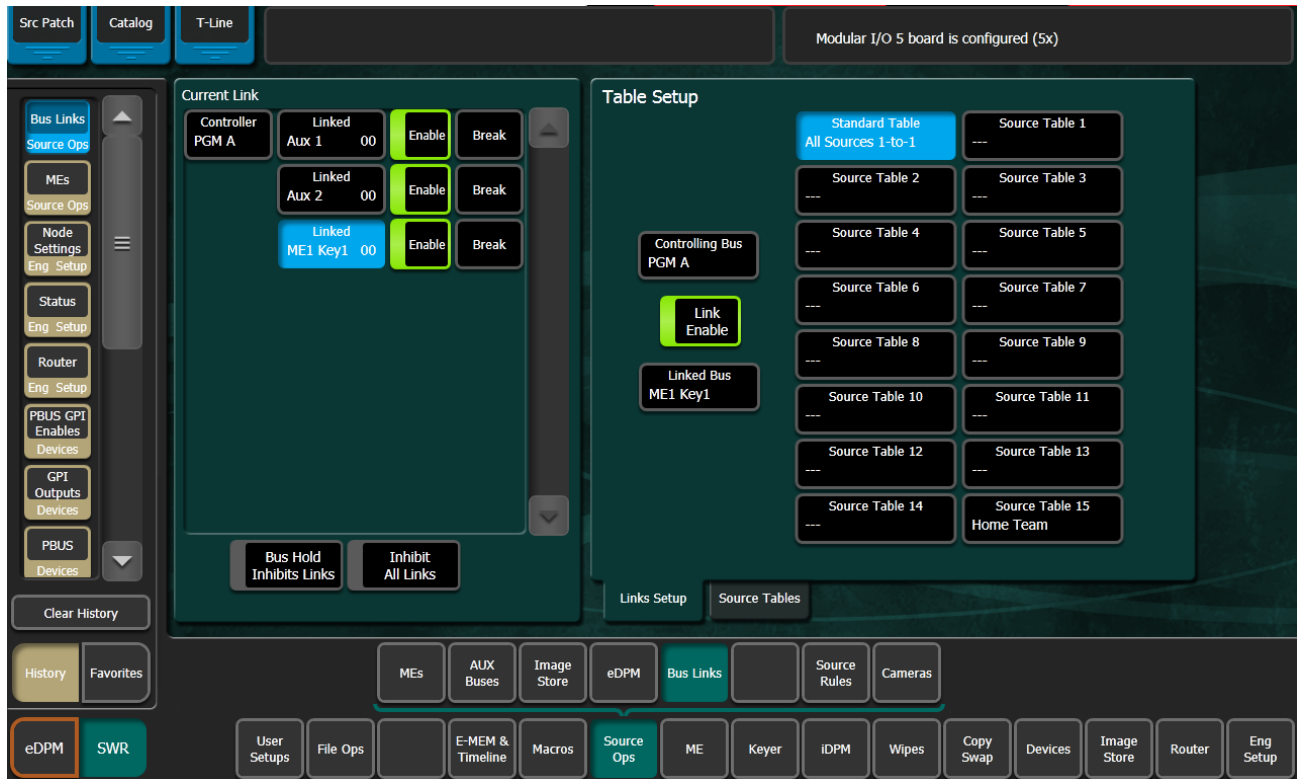 Src Patch
Catalog
T-Line
Modular I/O 5 board is configured (5x)
Bus Links
Source Ops
MEs
Source Ops
Node
Settings
Eng Setup
Status
Eng Setup
Router
Eng Setup
PBUS GPI
Enables
Devices
GPI
Outputs
Devices
PBUS
Devices
Clear History
History
Favorites
Current Link
Controller
PGM A
Linked
Aux 1 00
Enable
Break
Linked
Aux 2 00
Enable
Break
Linked
ME1 Key1 00
Enable
Break
Bus Hold
Inhibits Links
Inhibit
All Links
Table Setup
Controlling Bus
PGM A
Link
Enable
Linked Bus
ME1 Key1
Standard Table
All Sources 1-to-1
Source Table 1
---
Source Table 2
---
Source Table 3
---
Source Table 4
---
Source Table 5
---
Source Table 6
---
Source Table 7
---
Source Table 8
---
Source Table 9
---
Source Table 10
---
Source Table 11
---
Source Table 12
---
Source Table 13
---
Source Table 14
---
Source Table 15
Home Team
Links Setup
Source Tables
MEs
AUX
Buses
Image
Store
eDPM
Bus Links
Source
Rules
Cameras
eDPM
SWR
User
Setups
File Ops
E-MEM &
Timeline
Macros
Source
Ops
ME
Keyer
iDPM
Wipes
Copy
Swap
Devices
Image
Store
Router
Eng
Setup